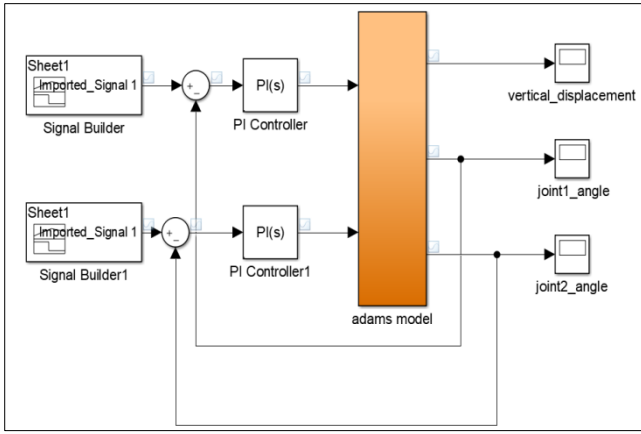 Sheet1
Imported_Signal 1
Signal Builder
+
−
PI(s)
PI Controller
vertical_displacement
joint1_angle
Sheet1
Imported_Signal 1
Signal Builder1
+
−
PI(s)
PI Controller1
joint2_angle
adams model